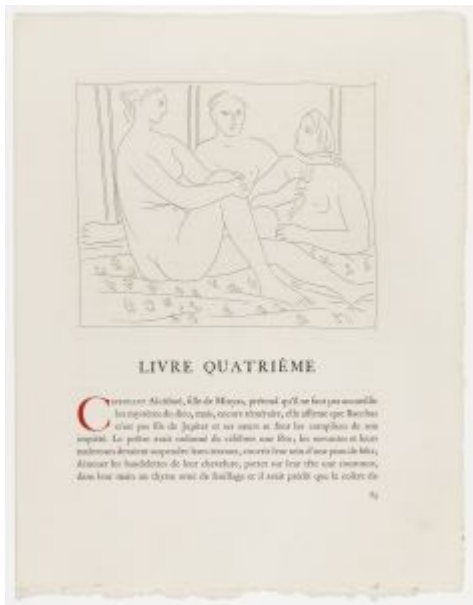 LIVRE QUATRIÈME
CEPENDANT Alcithoé, fille de Minyas, prétend qu'il ne faut pas accueillir
les mystères du dieu, mais, encore téméraire, elle affirme que Bacchus
n'est pas fils de Jupiter et ses sœurs se font les complices de son
impiété. Le prêtre avait ordonné de célébrer une fête; les servantes et leurs
maîtresses devaient suspendre leurs travaux, couvrir leur sein d'une peau de bête,
dénouer les bandelettes de leur chevelure, porter sur leur tête une couronne,
dans leur main un thyrse orné de feuillage et il avait prédit que la colère du